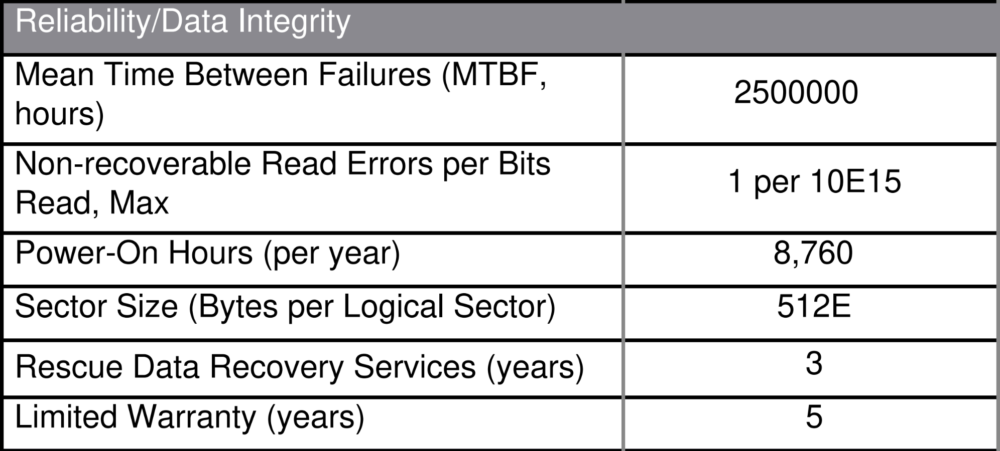 Reliability/Data Integrity
Mean Time Between Failures (MTBF,
hours)
2500000
Non-recoverable Read Errors per Bits
Read, Max
1 per 10E15
Power-On Hours (per year)
8,760
Sector Size (Bytes per Logical Sector)
512E
Rescue Data Recovery Services (years)
3
Limited Warranty (years)
5